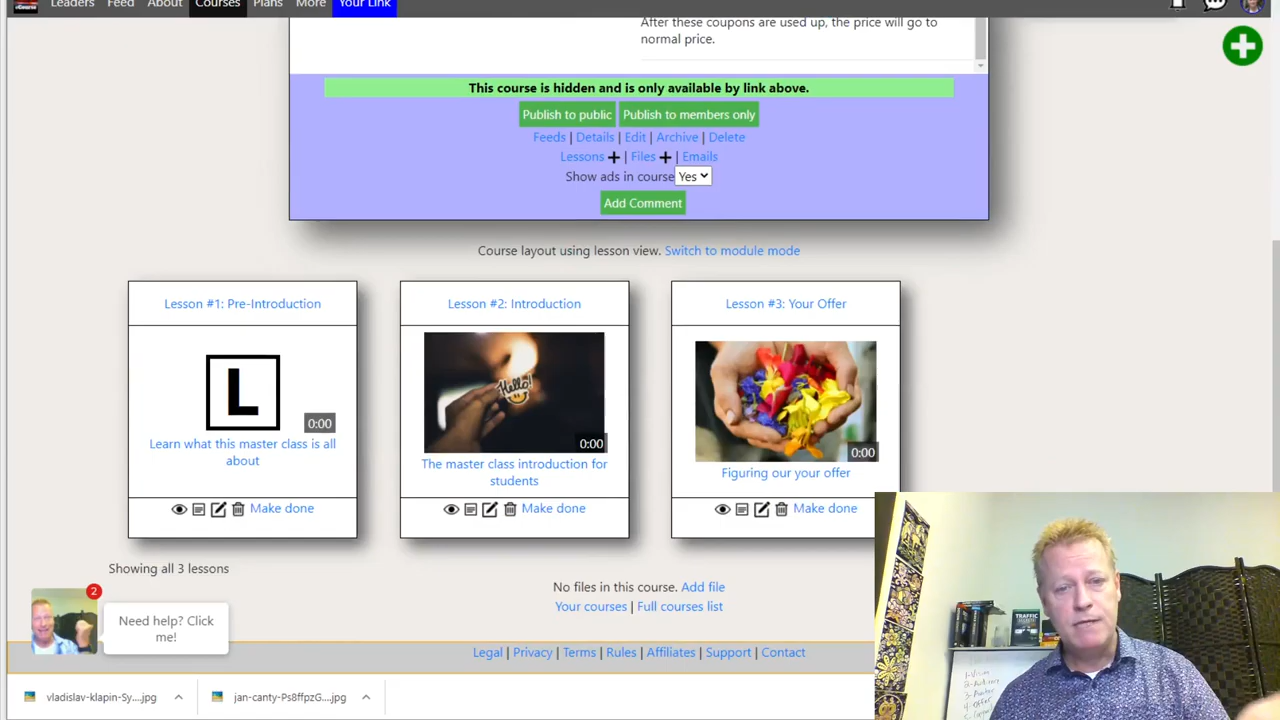 Leaders Feed About Courses Plans More Your Link
After these coupons are used up, the price will go to
normal price.
This course is hidden and is only available by link above.
Publish to public Publish to members only
Feeds | Details | Edit | Archive | Delete
Lessons | Files | Emails
Show ads in course Yes
Add Comment
Course layout using lesson view. Switch to module mode
Lesson #1: Pre-Introduction
L
0:00
Learn what this master class is all
about
Make done
Lesson #2: Introduction
Hello!
0:00
The master class introduction for
students
Make done
Lesson #3: Your Offer
0:00
Figuring our your offer
Make done
Showing all 3 lessons
No files in this course. Add file
Your courses | Full courses list
2
Need help? Click
me!
Legal | Privacy | Terms | Rules | Affiliates | Support | Contact
vladislav-klapin-Sy....jpg
jan-canty-Ps8ffpzG....jpg
TRAFFIC